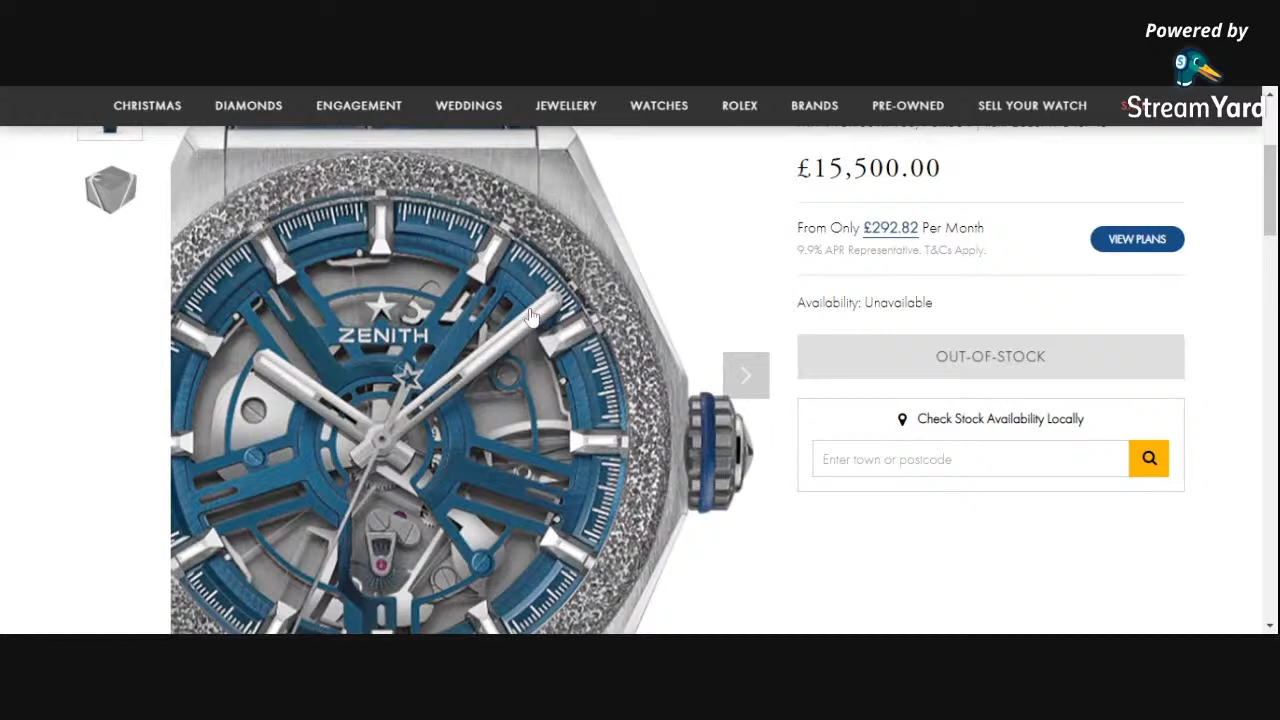 Powered by
StreamYard
CHRISTMAS DIAMONDS ENGAGEMENT WEDDINGS JEWELLERY WATCHES ROLEX BRANDS PRE-OWNED SELL YOUR WATCH
£15,500.00
From Only £292.82 Per Month
9.9% APR Representative. T&Cs Apply.
VIEW PLANS
Availability: Unavailable
OUT-OF-STOCK
Check Stock Availability Locally
Enter town or postcode
ZENITH